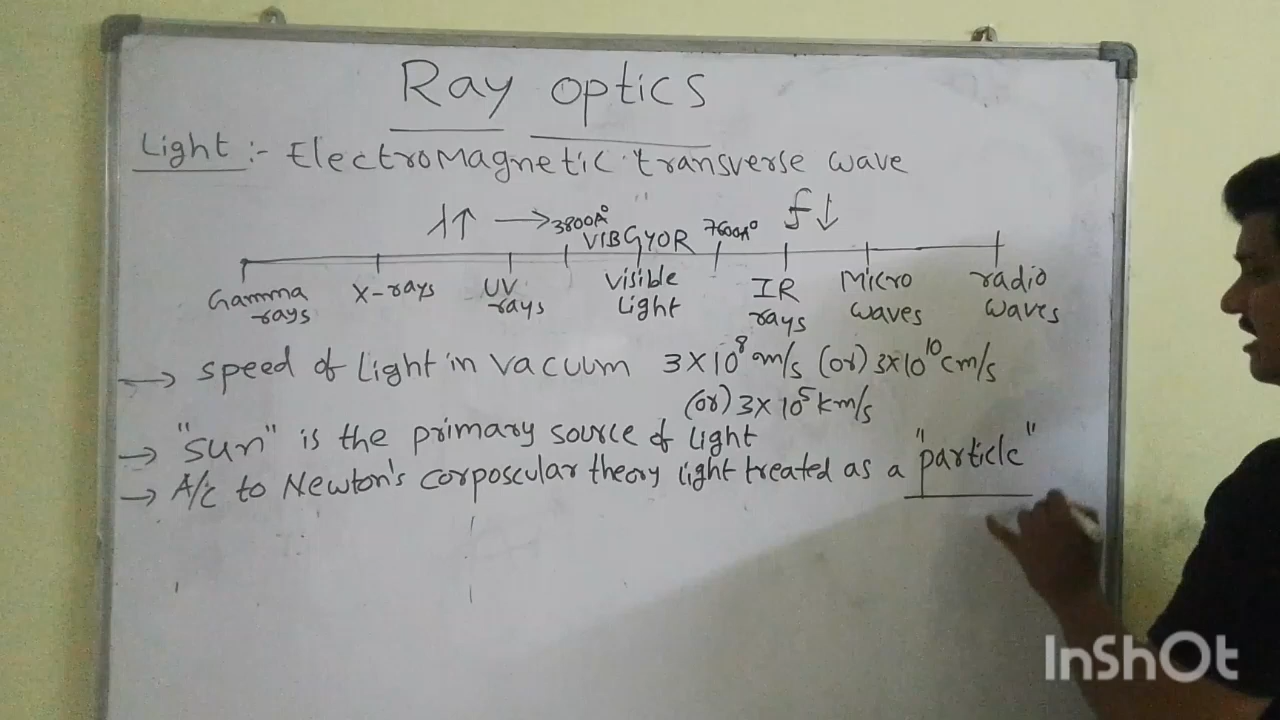 Ray optics
Light :- Electromagnetic transverse wave
λ↑ → 3800A° 7600A° f↓
VIBGYOR
Gamma rays X-rays UV rays Visible Light IR rays Micro waves radio waves
→ speed of Light in vacuum 3×10⁸ m/s (or) 3×10¹⁰ cm/s
(or) 3×10⁵ km/s
→ "sun" is the primary source of Light
→ A/c to Newton's corposcular theory light treated as a "particle"
InShOt